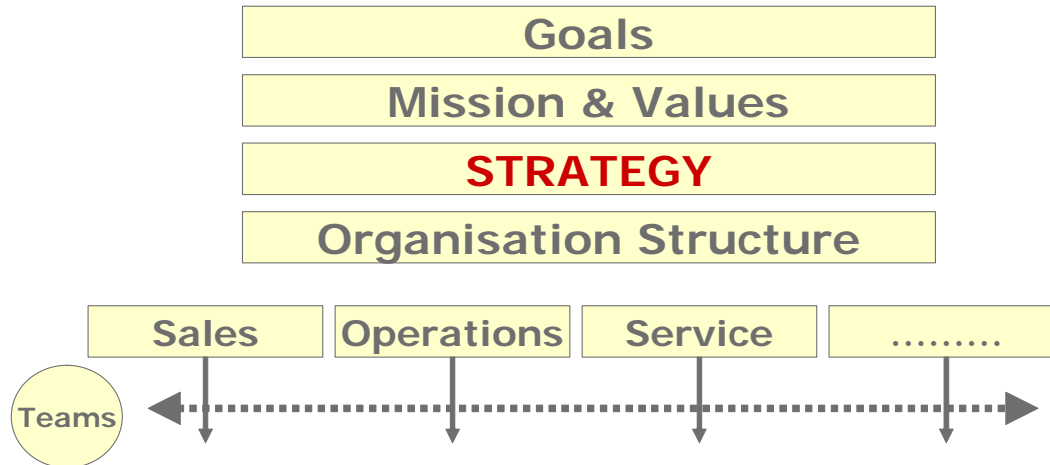 Goals
Mission & Values
STRATEGY
Organisation Structure
Sales
Operations
Service
.........
Teams